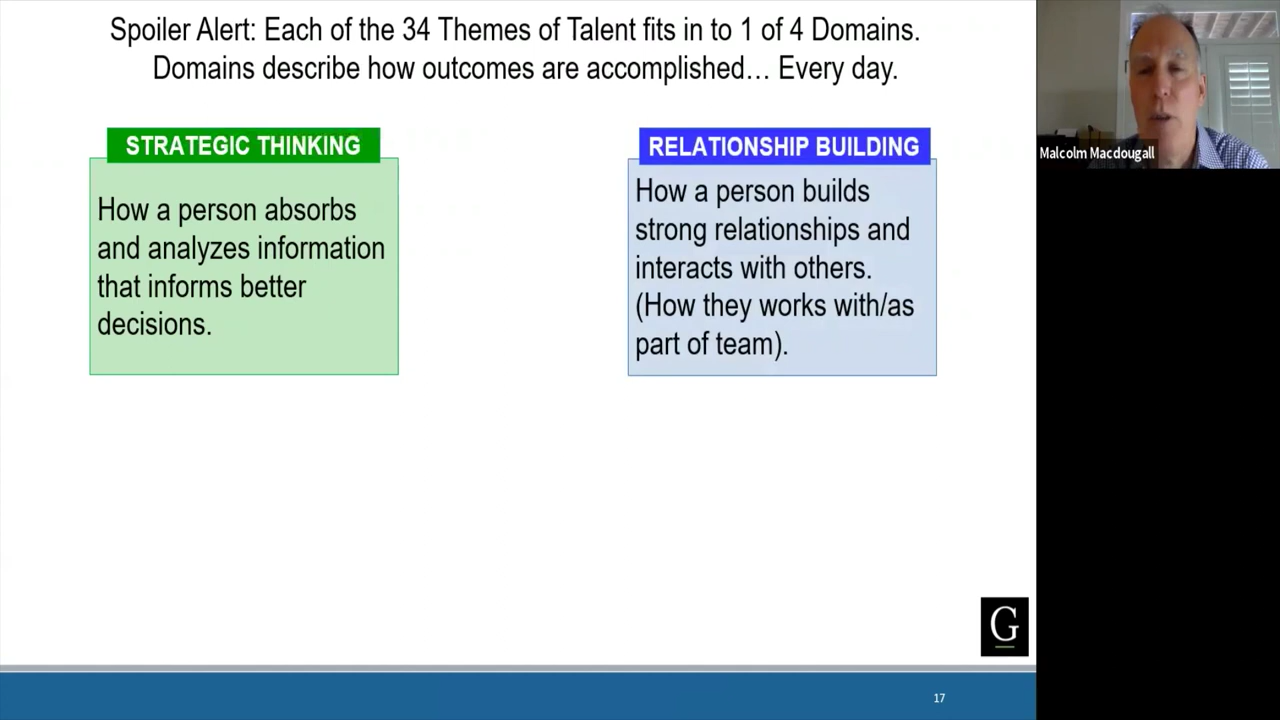 Spoiler Alert: Each of the 34 Themes of Talent fits in to 1 of 4 Domains.
Domains describe how outcomes are accomplished… Every day.
STRATEGIC THINKING
How a person absorbs
and analyzes information
that informs better
decisions.
RELATIONSHIP BUILDING
How a person builds
strong relationships and
interacts with others.
(How they works with/as
part of team).
Malcolm Macdougall
G
17